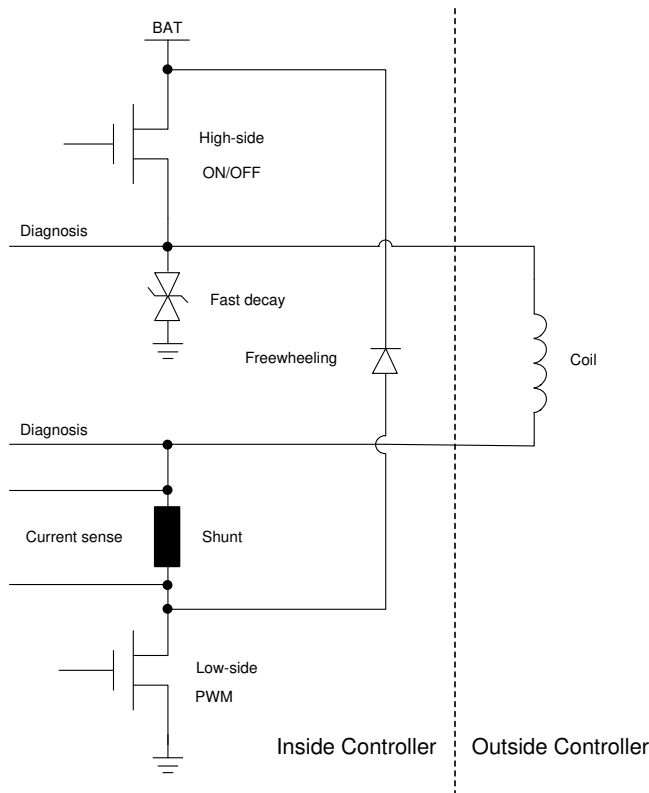 BAT
High-side
ON/OFF
Diagnosis
Fast decay
Freewheeling
Coil
Diagnosis
Current sense
Shunt
Low-side
PWM
Inside Controller
Outside Controller